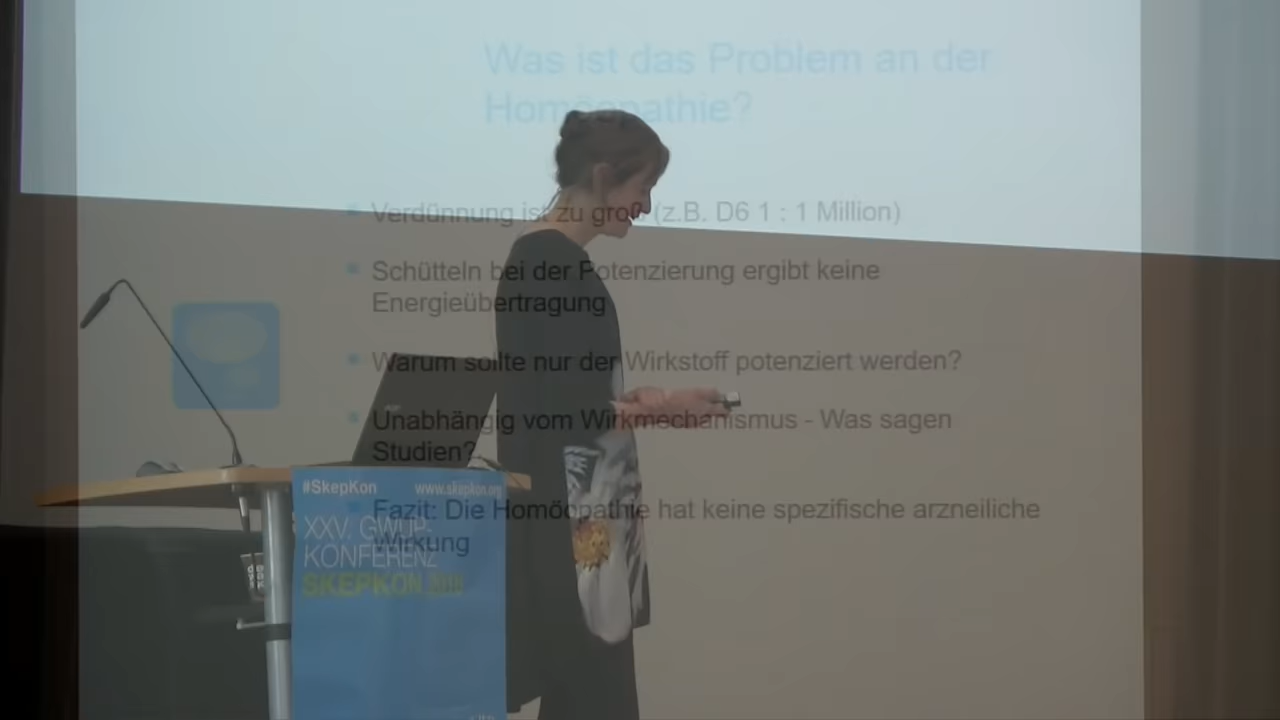 Was ist das Problem an der
Homöopathie?
Verdünnung ist zu groß (z.B. D6 1 : 1 Million)
Schütteln bei der Potenzierung ergibt keine
Energieübertragung
Warum sollte nur der Wirkstoff potenziert werden?
Unabhängig vom Wirkmechanismus - Was sagen
Studien?
Fazit: Die Homöopathie hat keine spezifische arzneiliche
Wirkung
#SkepKon www.skepkon.org
XXV. GWUP-
KONFERENZ
SKEPKON